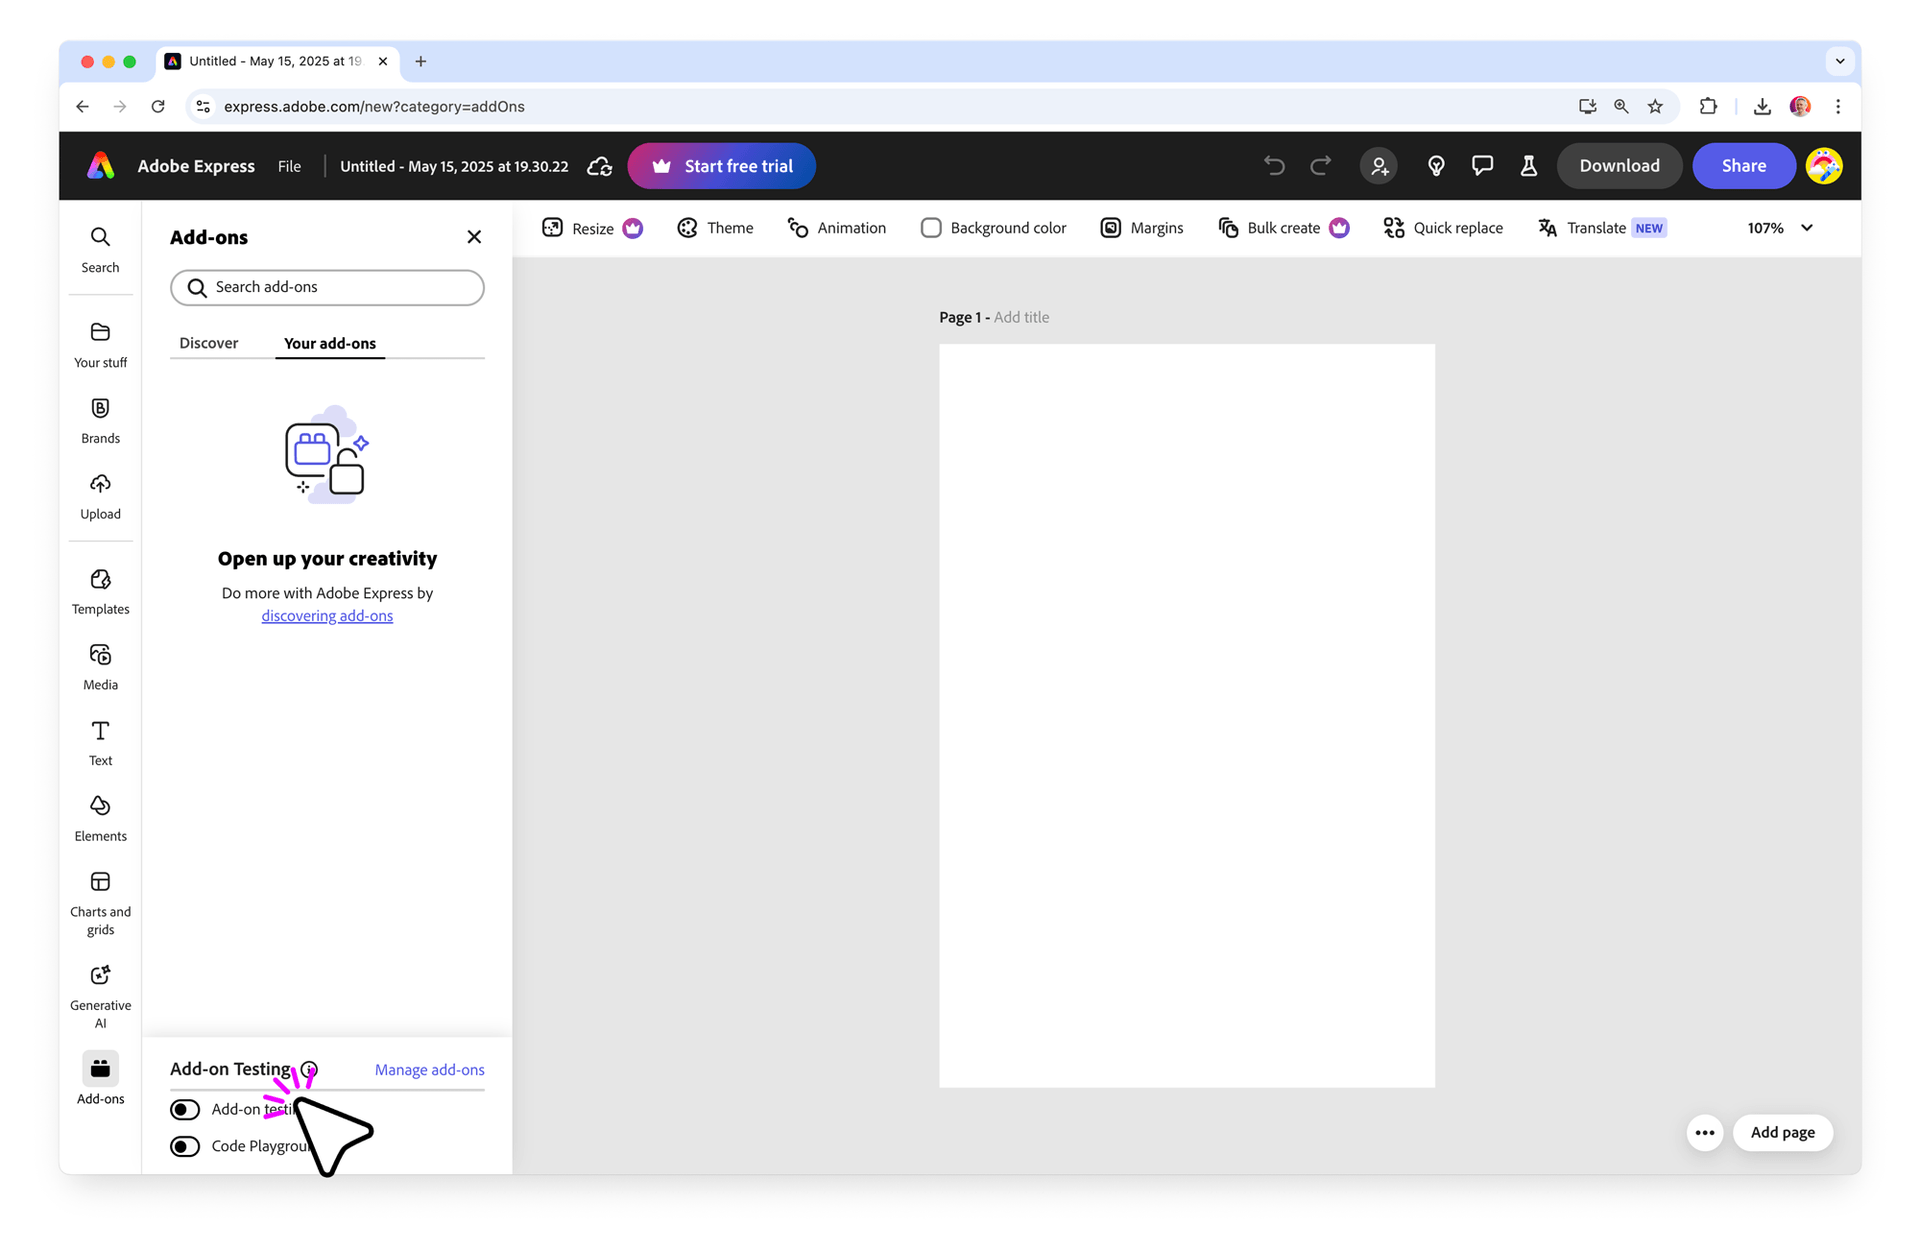 Untitled - May 15, 2025 at 19
express.adobe.com/new?category=addOns
Adobe Express
File
Untitled - May 15, 2025 at 19.30.22
Start free trial
Download
Share
Search
Your stuff
B
Brands
Upload
Templates
Media
Text
Elements
Charts and
grids
Generative
AI
Add-ons
Add-ons
Search add-ons
Discover
Your add-ons
Open up your creativity
Do more with Adobe Express by
discovering add-ons
Add-on Testing
Manage add-ons
Add-on
Code
Resize
Theme
Animation
Background color
Margins
Bulk create
Quick replace
Translate NEW
107%
Page 1 - Add title
Add page